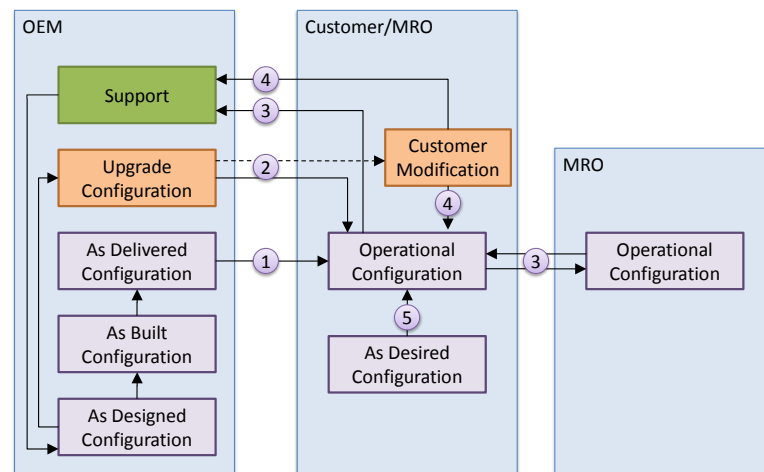 OEM
Customer/MRO
4
Support
3
Customer
Modification
Upgrade
Configuration
2
MRO
4
As Delivered
Configuration
1
Operational
Configuration
3
Operational
Configuration
As Built
Configuration
5
As Desired
Configuration
As Designed
Configuration